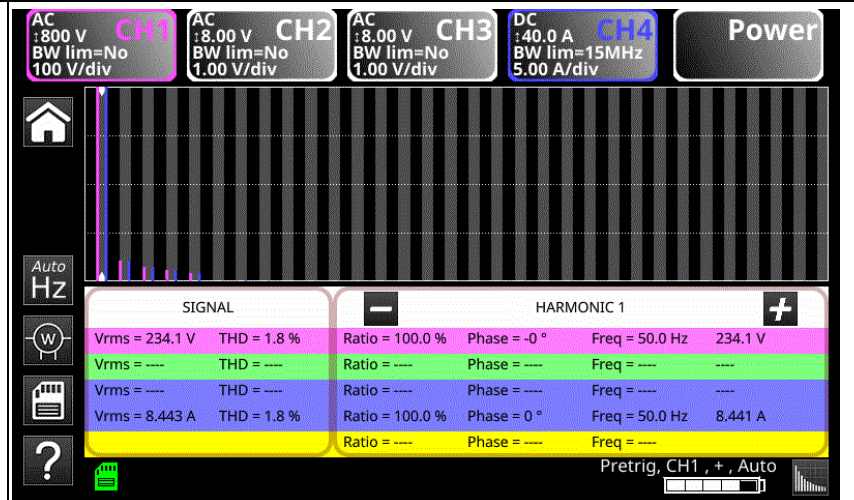 AC
↕800 V CH1
BW lim=No
100 V/div
AC
↕8.00 V CH2
BW lim=No
1.00 V/div
AC
↕8.00 V CH3
BW lim=No
1.00 V/div
DC
↕40.0 A CH4
BW lim=15MHz
5.00 A/div
Power
Auto
Hz
W
?
SIGNAL
Vrms = 234.1 V THD = 1.8 %
Vrms = ---- THD = ----
Vrms = ---- THD = ----
Vrms = 8.443 A THD = 1.8 %
− HARMONIC 1 +
Ratio = 100.0 % Phase = -0 ° Freq = 50.0 Hz 234.1 V
Ratio = ---- Phase = ---- Freq = ---- ----
Ratio = ---- Phase = ---- Freq = ---- ----
Ratio = 100.0 % Phase = 0 ° Freq = 50.0 Hz 8.441 A
Ratio = ---- Phase = ---- Freq = ----
Pretrig, CH1 , + , Auto